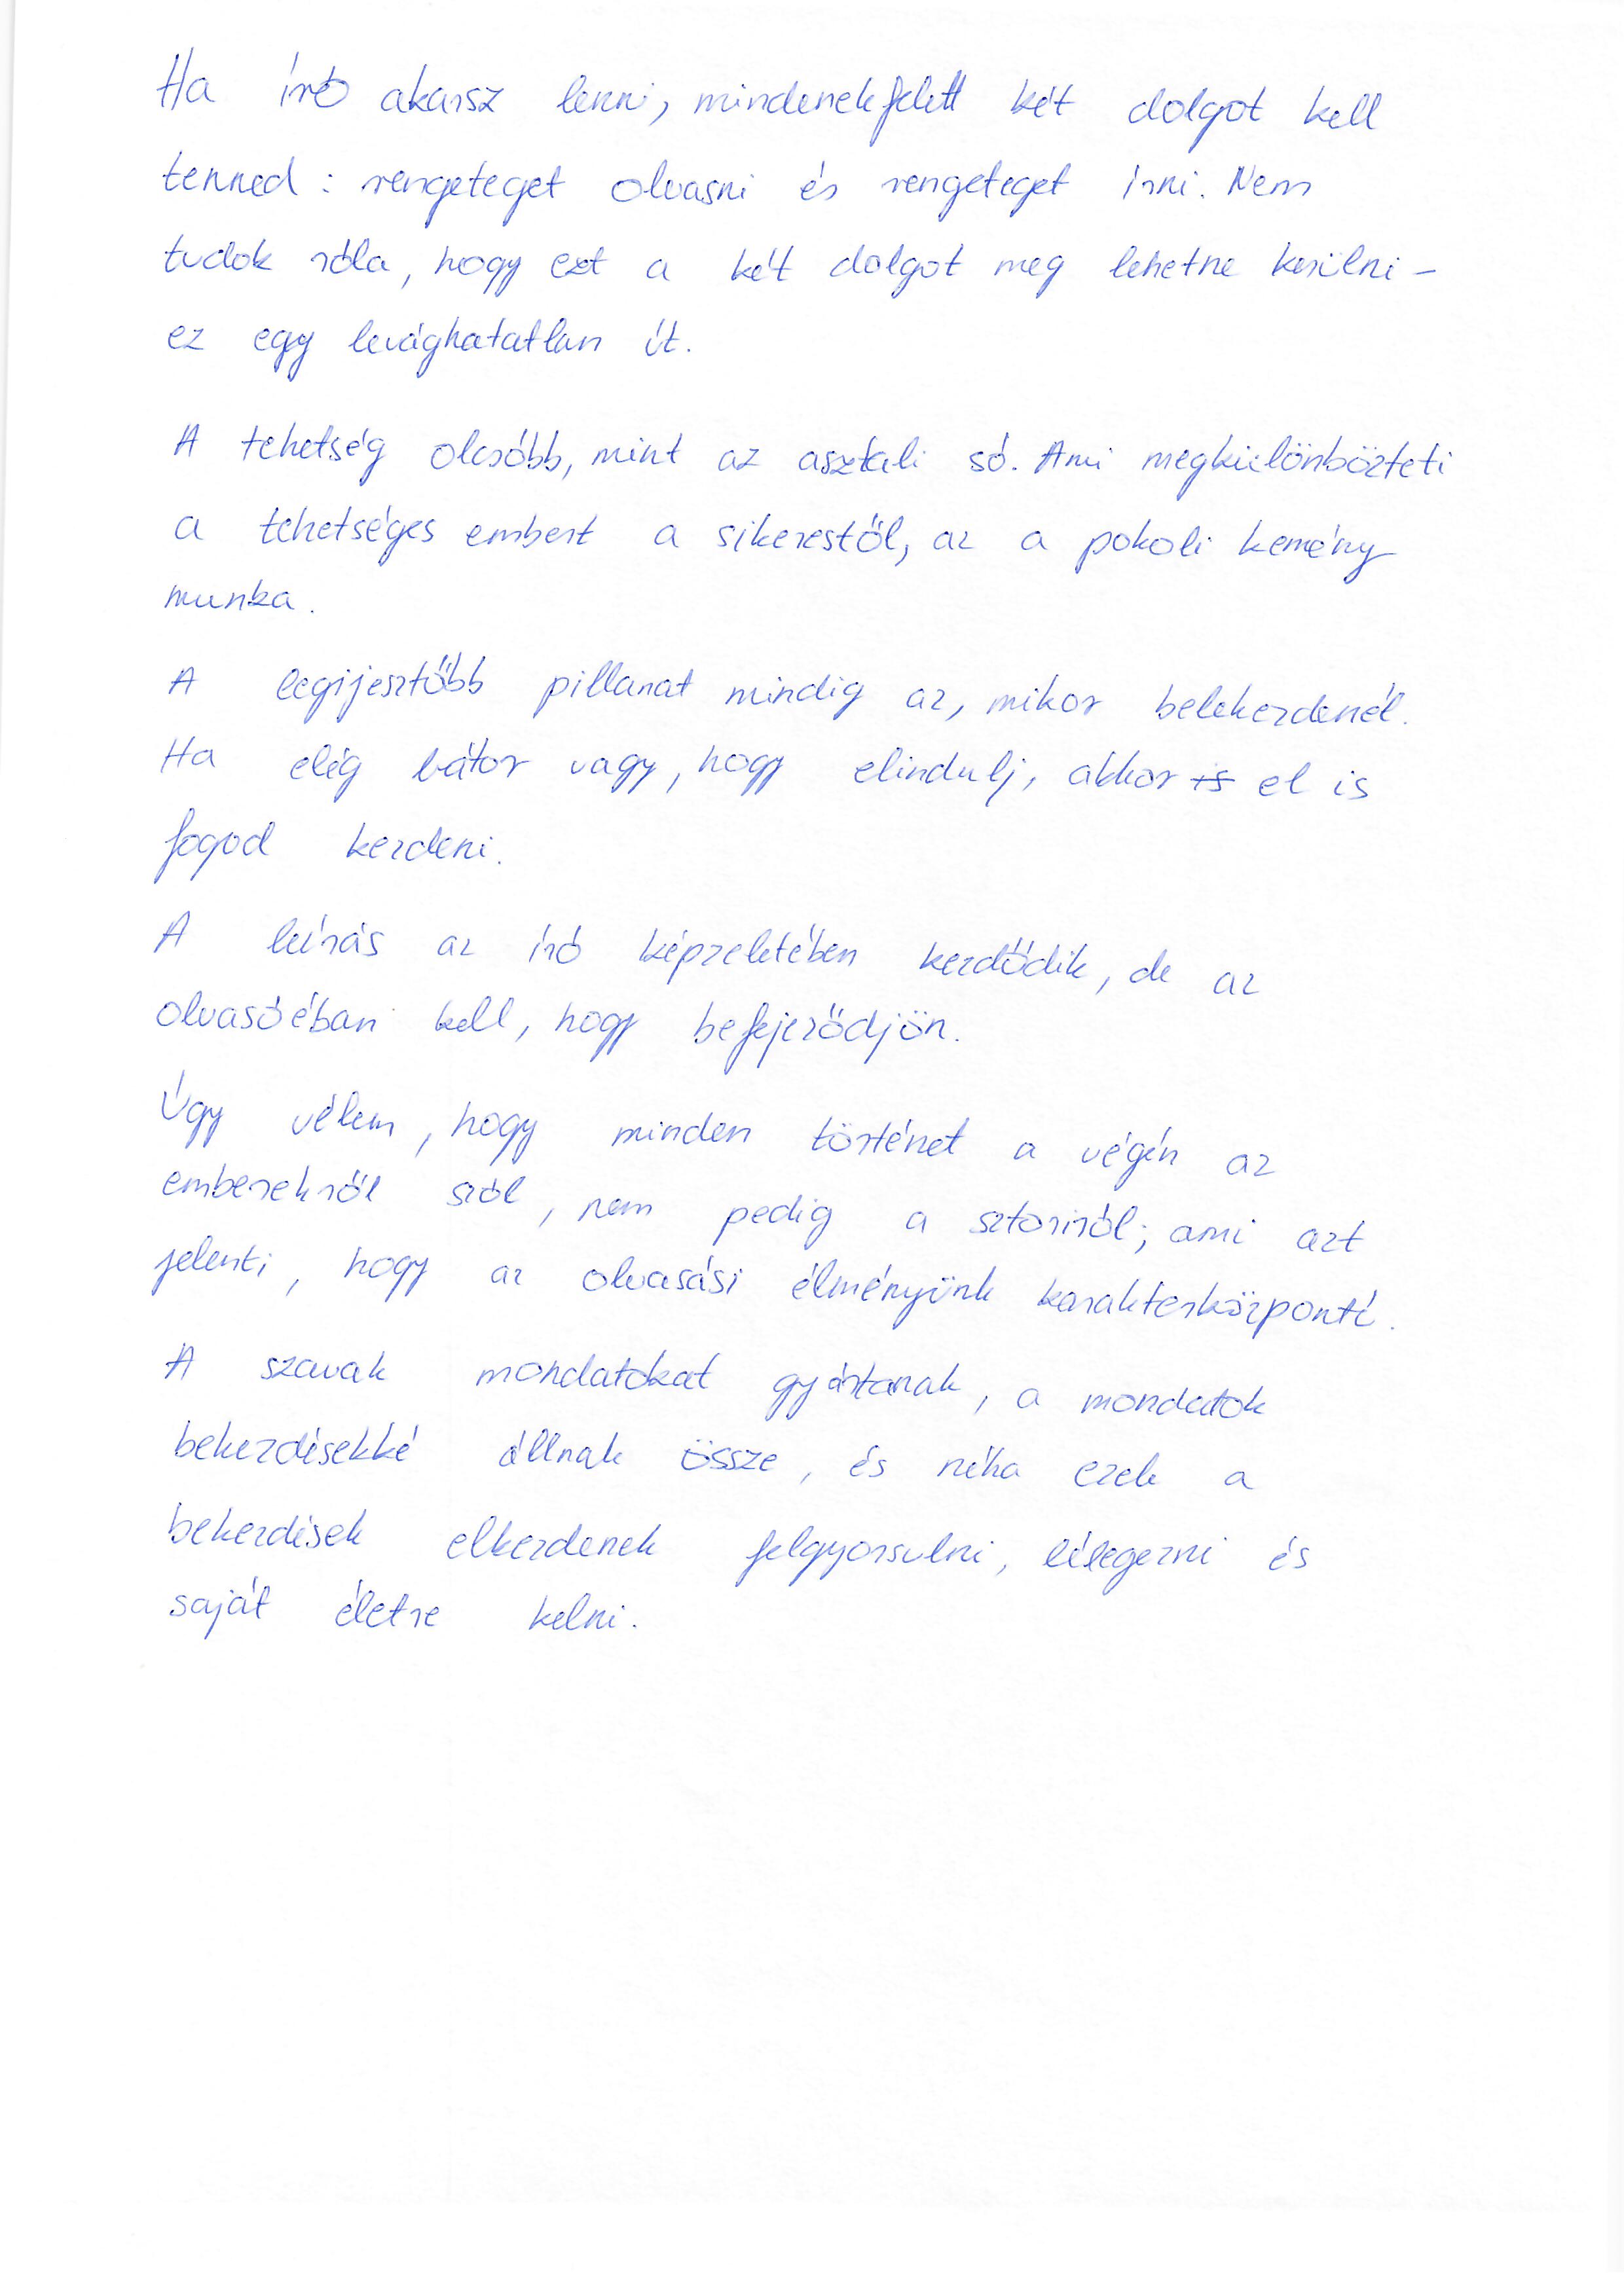 Ha író akarsz lenni, mindenekfelett két dolgot kell
tenned: rengeteget olvasni és rengeteget írni. Nem
tudok róla, hogy ezt a két dolgot meg lehetne kerülni –
ez egy levághatatlan út.
A tehetség olcsóbb, mint az asztali só. Ami megkülönbözteti
a tehetséges embert a sikerestől, az a pokoli kemény
munka.
A legijesztőbb pillanat mindig az, mikor belekezdenél.
Ha elég bátor vagy, hogy elindulj, akkor is el is
fogod kezdeni.
A leírás az író képzeletében kezdődik, de az
olvasóéban kell, hogy befejeződjön.
Úgy vélem, hogy minden történet a végén az
emberekről szól, nem pedig a sztoriról; ami azt
jelenti, hogy az olvasási élményünk karakterközpontú.
A szavak mondatokat gyártanak, a mondatok
bekezdésekké állnak össze, és néha ezek a
bekezdések elkezdenek felgyorsulni, lélegezni és
saját életre kelni.